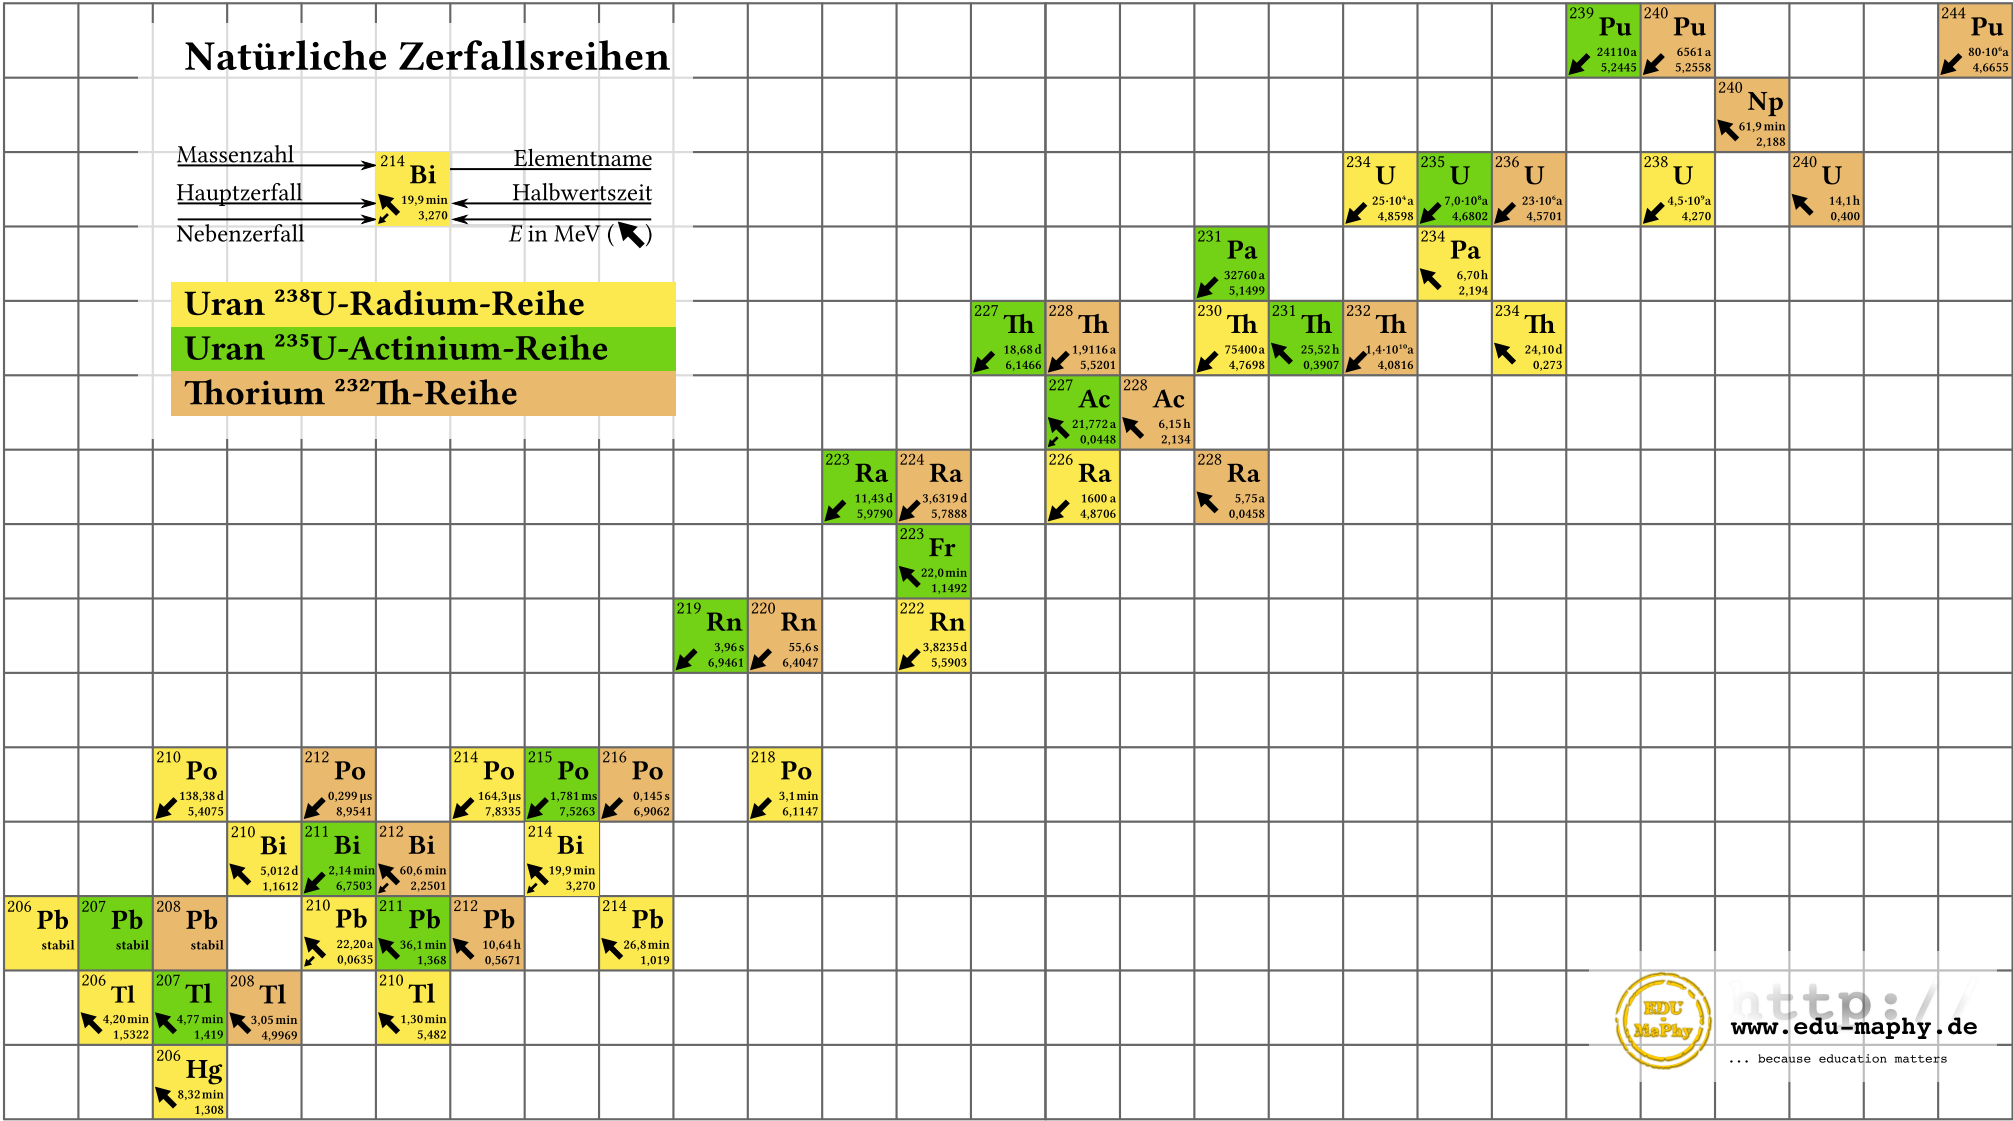 Natürliche Zerfallsreihen
Massenzahl
Hauptzerfall
Nebenzerfall
214 Bi 19,9 min 3,270
Elementname
Halbwertszeit
E in MeV ( )
Uran ²³⁸U-Radium-Reihe
Uran ²³⁵U-Actinium-Reihe
Thorium ²³²Th-Reihe
239 Pu 24110 a 5,2445
240 Pu 6561 a 5,2558
244 Pu 80·10⁶a 4,6655
240 Np 61,9 min 2,188
234 U 25·10⁴a 4,8598
235 U 7,0·10⁸a 4,6802
236 U 23·10⁶a 4,5701
238 U 4,5·10⁹a 4,270
240 U 14,1 h 0,400
231 Pa 32760 a 5,1499
234 Pa 6,70 h 2,194
227 Th 18,68 d 6,1466
228 Th 1,9116 a 5,5201
230 Th 75400 a 4,7698
231 Th 25,52 h 0,3907
232 Th 1,4·10¹⁰a 4,0816
234 Th 24,10 d 0,273
227 Ac 21,772 a 0,0448
228 Ac 6,15 h 2,134
223 Ra 11,43 d 5,9790
224 Ra 3,6319 d 5,7888
226 Ra 1600 a 4,8706
228 Ra 5,75 a 0,0458
223 Fr 22,0 min 1,1492
219 Rn 3,96 s 6,9461
220 Rn 55,6 s 6,4047
222 Rn 3,8235 d 5,5903
210 Po 138,38 d 5,4075
212 Po 0,299 µs 8,9541
214 Po 164,3 µs 7,8335
215 Po 1,781 ms 7,5263
216 Po 0,145 s 6,9062
218 Po 3,1 min 6,1147
210 Bi 5,012 d 1,1612
211 Bi 2,14 min 6,7503
212 Bi 60,6 min 2,2501
214 Bi 19,9 min 3,270
206 Pb stabil
207 Pb stabil
208 Pb stabil
210 Pb 22,20 a 0,0635
211 Pb 36,1 min 1,368
212 Pb 10,64 h 0,5671
214 Pb 26,8 min 1,019
206 Tl 4,20 min 1,5322
207 Tl 4,77 min 1,419
208 Tl 3,05 min 4,9969
210 Tl 1,30 min 5,482
206 Hg 8,32 min 1,308
EDU
MaPhy
http://
www.edu-maphy.de
... because education matters